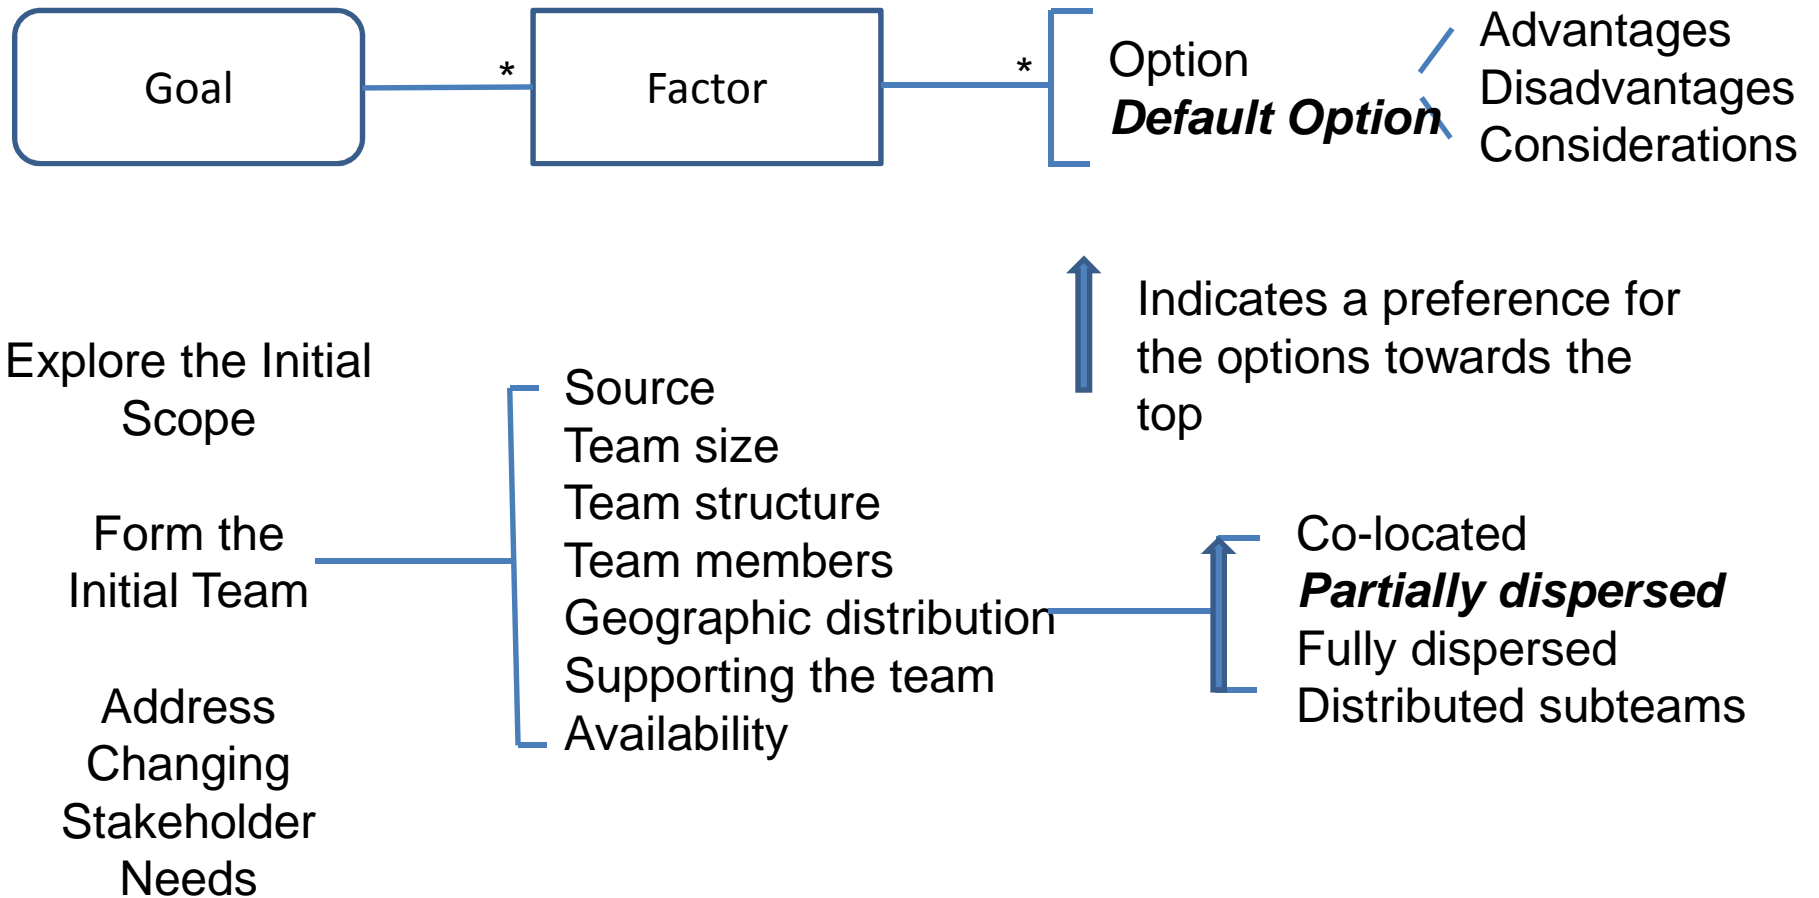 Goal
*
Factor
*
Option
Default Option
Advantages
Disadvantages
Considerations
Indicates a preference for
the options towards the
top
Explore the Initial
Scope
Form the
Initial Team
Address
Changing
Stakeholder
Needs
Source
Team size
Team structure
Team members
Geographic distribution
Supporting the team
Availability
Co-located
Partially dispersed
Fully dispersed
Distributed subteams